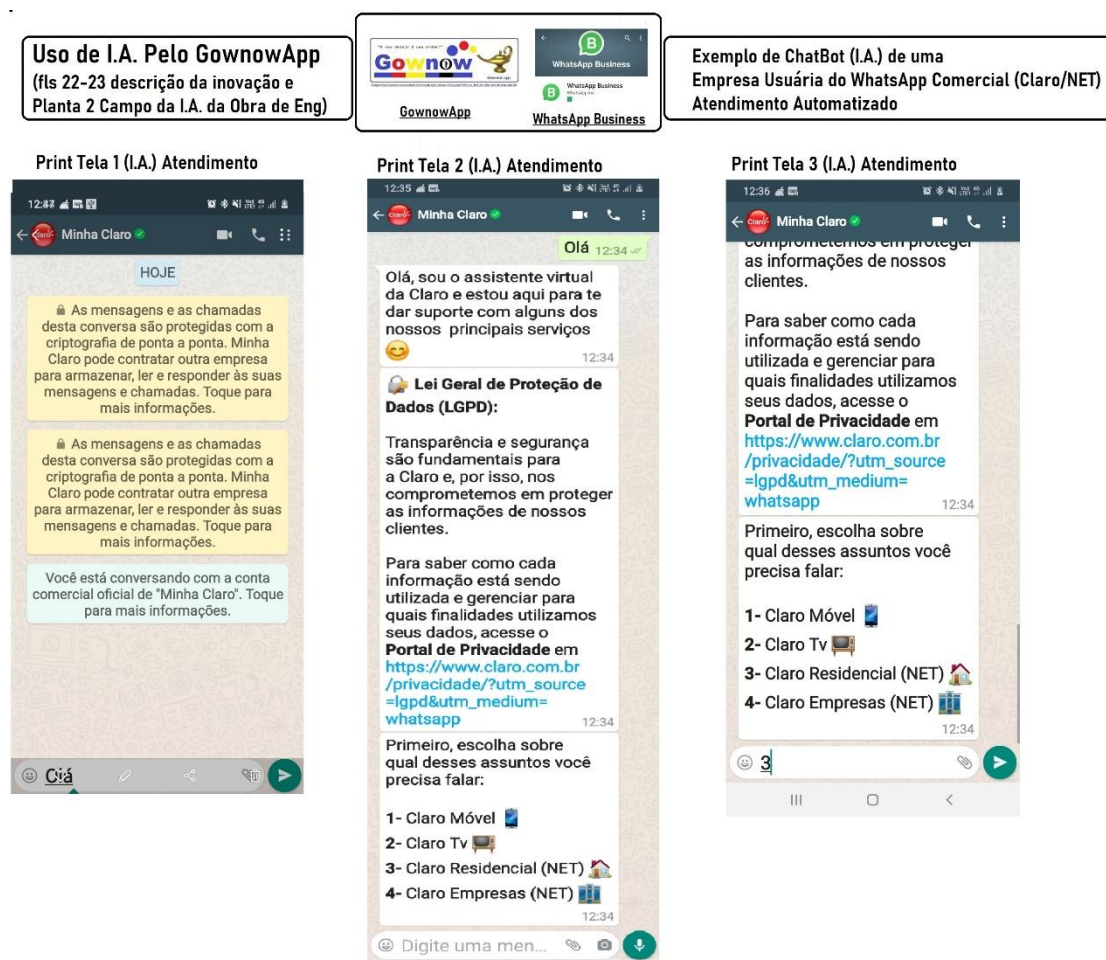 Uso de I.A. Pelo GownowApp
(fls 22-23 descrição da inovação e
Planta 2 Campo da I.A. da Obra de Eng)
Gownow
GownowApp
WhatsApp Business
WhatsApp Business
WhatsApp Business
Exemplo de ChatBot (I.A.) de uma
Empresa Usuária do WhatsApp Comercial (Claro/NET)
Atendimento Automatizado
Print Tela 1 (I.A.) Atendimento
Minha Claro
HOJE
As mensagens e as chamadas
desta conversa são protegidas com a
criptografia de ponta a ponta. Minha
Claro pode contratar outra empresa
para armazenar, ler e responder às suas
mensagens e chamadas. Toque para
mais informações.
As mensagens e as chamadas
desta conversa são protegidas com a
criptografia de ponta a ponta. Minha
Claro pode contratar outra empresa
para armazenar, ler e responder às suas
mensagens e chamadas. Toque para
mais informações.
Você está conversando com a conta
comercial oficial de "Minha Claro". Toque
para mais informações.
Print Tela 2 (I.A.) Atendimento
12:35
Claro
Minha Claro
Olá 12:34
Olá, sou o assistente virtual
da Claro e estou aqui para te
dar suporte com alguns dos
nossos principais serviços
😊
12:34
🔐 Lei Geral de Proteção de
Dados (LGPD):
Transparência e segurança
são fundamentais para
a Claro e, por isso, nos
comprometemos em proteger
as informações de nossos
clientes.
Para saber como cada
informação está sendo
utilizada e gerenciar para
quais finalidades utilizamos
seus dados, acesse o
Portal de Privacidade em
https://www.claro.com.br
/privacidade/?utm_source
=lgpd&utm_medium=
whatsapp 12:34
Primeiro, escolha sobre
qual desses assuntos você
precisa falar:
1- Claro Móvel 📱
2- Claro Tv 📺
3- Claro Residencial (NET) 🏠
4- Claro Empresas (NET) 🏢
12:34
Digite uma men...
Print Tela 3 (I.A.) Atendimento
12:36
Claro
Minha Claro
comprometemos em proteger
as informações de nossos
clientes.
Para saber como cada
informação está sendo
utilizada e gerenciar para
quais finalidades utilizamos
seus dados, acesse o
Portal de Privacidade em
https://www.claro.com.br
/privacidade/?utm_source
=lgpd&utm_medium=
whatsapp 12:34
Primeiro, escolha sobre
qual desses assuntos você
precisa falar:
1- Claro Móvel 📱
2- Claro Tv 📺
3- Claro Residencial (NET) 🏠
4- Claro Empresas (NET) 🏢
12:34
3